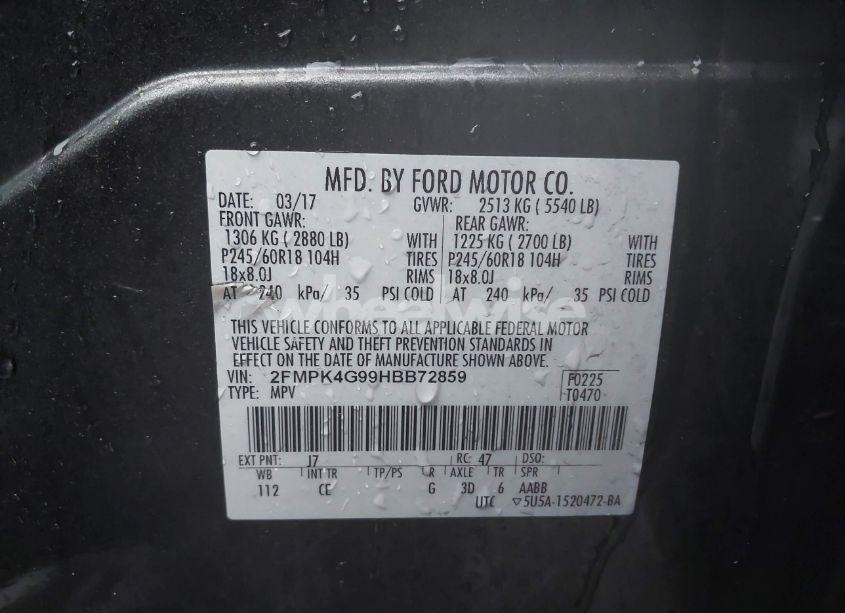 MFD. BY FORD MOTOR CO.
DATE: 03/17 GVWR: 2513 KG ( 5540 LB)
FRONT GAWR: REAR GAWR:
1306 KG ( 2880 LB) WITH 1225 KG ( 2700 LB) WITH
P245/60R18 104H TIRES P245/60R18 104H TIRES
18x8.0J RIMS 18x8.0J RIMS
AT 240 kPa/ 35 PSI COLD AT 240 kPa/ 35 PSI COLD
wheelwise
THIS VEHICLE CONFORMS TO ALL APPLICABLE FEDERAL MOTOR
VEHICLE SAFETY AND THEFT PREVENTION STANDARDS IN
EFFECT ON THE DATE OF MANUFACTURE SHOWN ABOVE.
VIN: 2FMPK4G99HBB72859 F0225
TYPE: MPV T0470
EXT PNT: J7 RC: 47 DSO:
WB INT TR TP/PS R AXLE TR SPR
112 CE G 3D 6 AABB
UTC ▽5U5A-1520472-BA